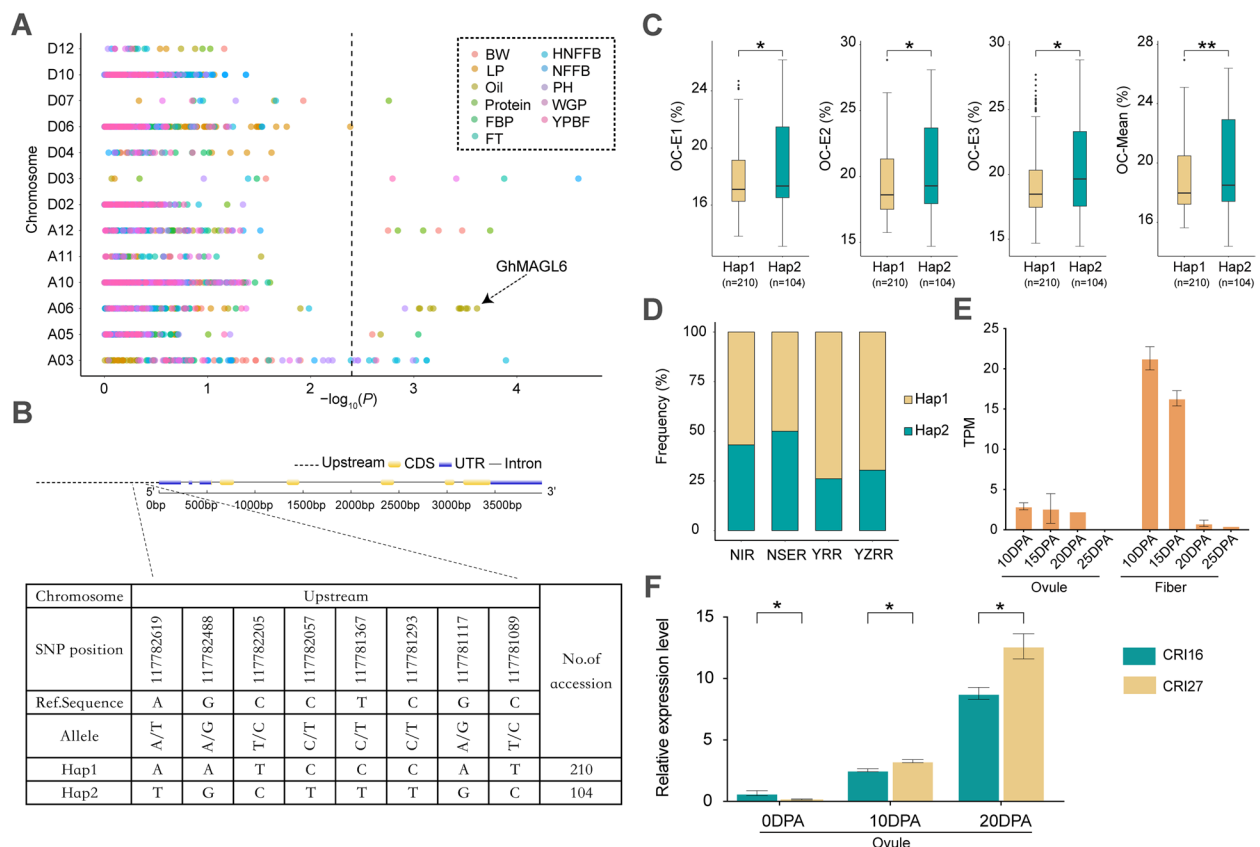 A
Chromosome
D12
D10
D07
D06
D04
D03
D02
A12
A11
A10
A06
A05
A03
0 1 2 3 4
−log10(P)
BW HNFFB
LP NFFB
Oil PH
Protein WGP
FBP YPBF
FT
GhMAGL6
B
Upstream CDS UTR Intron
5' 3'
0bp 5000bp 1000bp 1500bp 2000bp 2500bp 3000bp 3500bp
Chromosome Upstream No.of accession
SNP position 117782619 117782488 117782205 117782057 117781367 117781293 117781117 117781089
Ref.Sequence A G C C T C G C
Allele A/T A/G T/C C/T C/T C/T A/G T/C
Hap1 A A T C C C A T 210
Hap2 T G C T T T G C 104
C
OC-E1 (%)
24
20
16
*
Hap1 Hap2
(n=210) (n=104)
OC-E2 (%)
30
25
20
15
*
Hap1 Hap2
(n=210) (n=104)
OC-E3 (%)
30
25
20
15
*
Hap1 Hap2
(n=210) (n=104)
OC-Mean (%)
28
24
20
16
**
Hap1 Hap2
(n=210) (n=104)
D
Frequency (%)
100
75
50
25
0
NIR NSER YRR YZRR
Hap1
Hap2
E
TPM
25
20
15
10
5
0
10DPA 15DPA 20DPA 25DPA 10DPA 15DPA 20DPA 25DPA
Ovule Fiber
F
Relative expression level
15
10
5
0
* * *
0DPA 10DPA 20DPA
Ovule
CRI16
CRI27